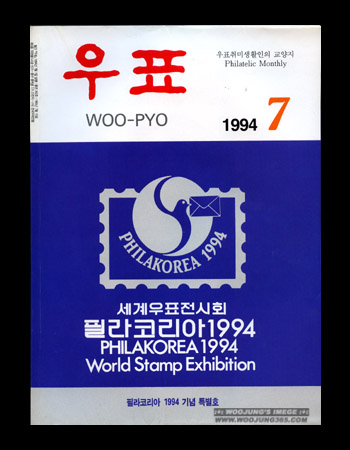 우표취미생활인의 교양지
Philatelic Monthly
우표
WOO-PYO
1994 7
PHILAKOREA 1994
세계우표전시회
필라코리아1994
PHILAKOREA 1994
World Stamp Exhibition
필라코리아 1994 기념 특별호
WOOJUNG'S IMEGE
WWW.WOOJUNG365.COM